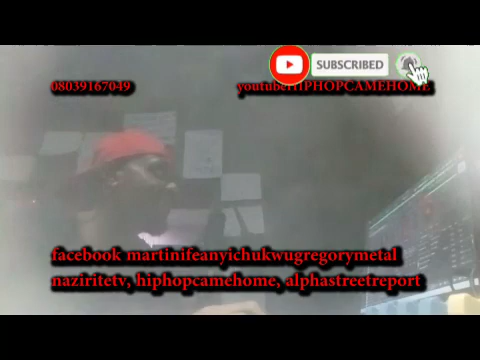 SUBSCRIBED
08039167049
youtubeHIPHOPCAMEHOME
facebook martinifeanyichukwugregorymetal
naziritetv, hiphopcamehome, alphastreetreport